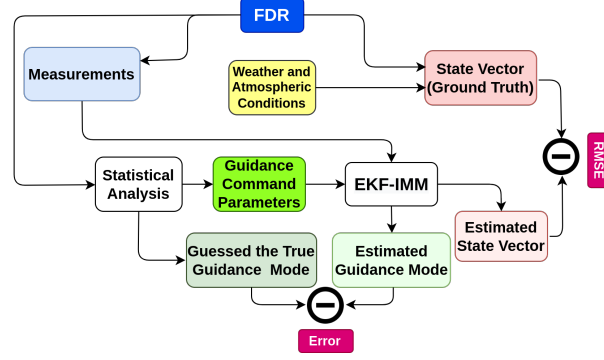 FDR
Measurements
Weather and
Atmospheric
Conditions
State Vector
(Ground Truth)
RMSE
Statistical
Analysis
Guidance
Command
Parameters
EKF-IMM
Estimated
State Vector
Guessed the True
Guidance Mode
Estimated
Guidance Mode
Error